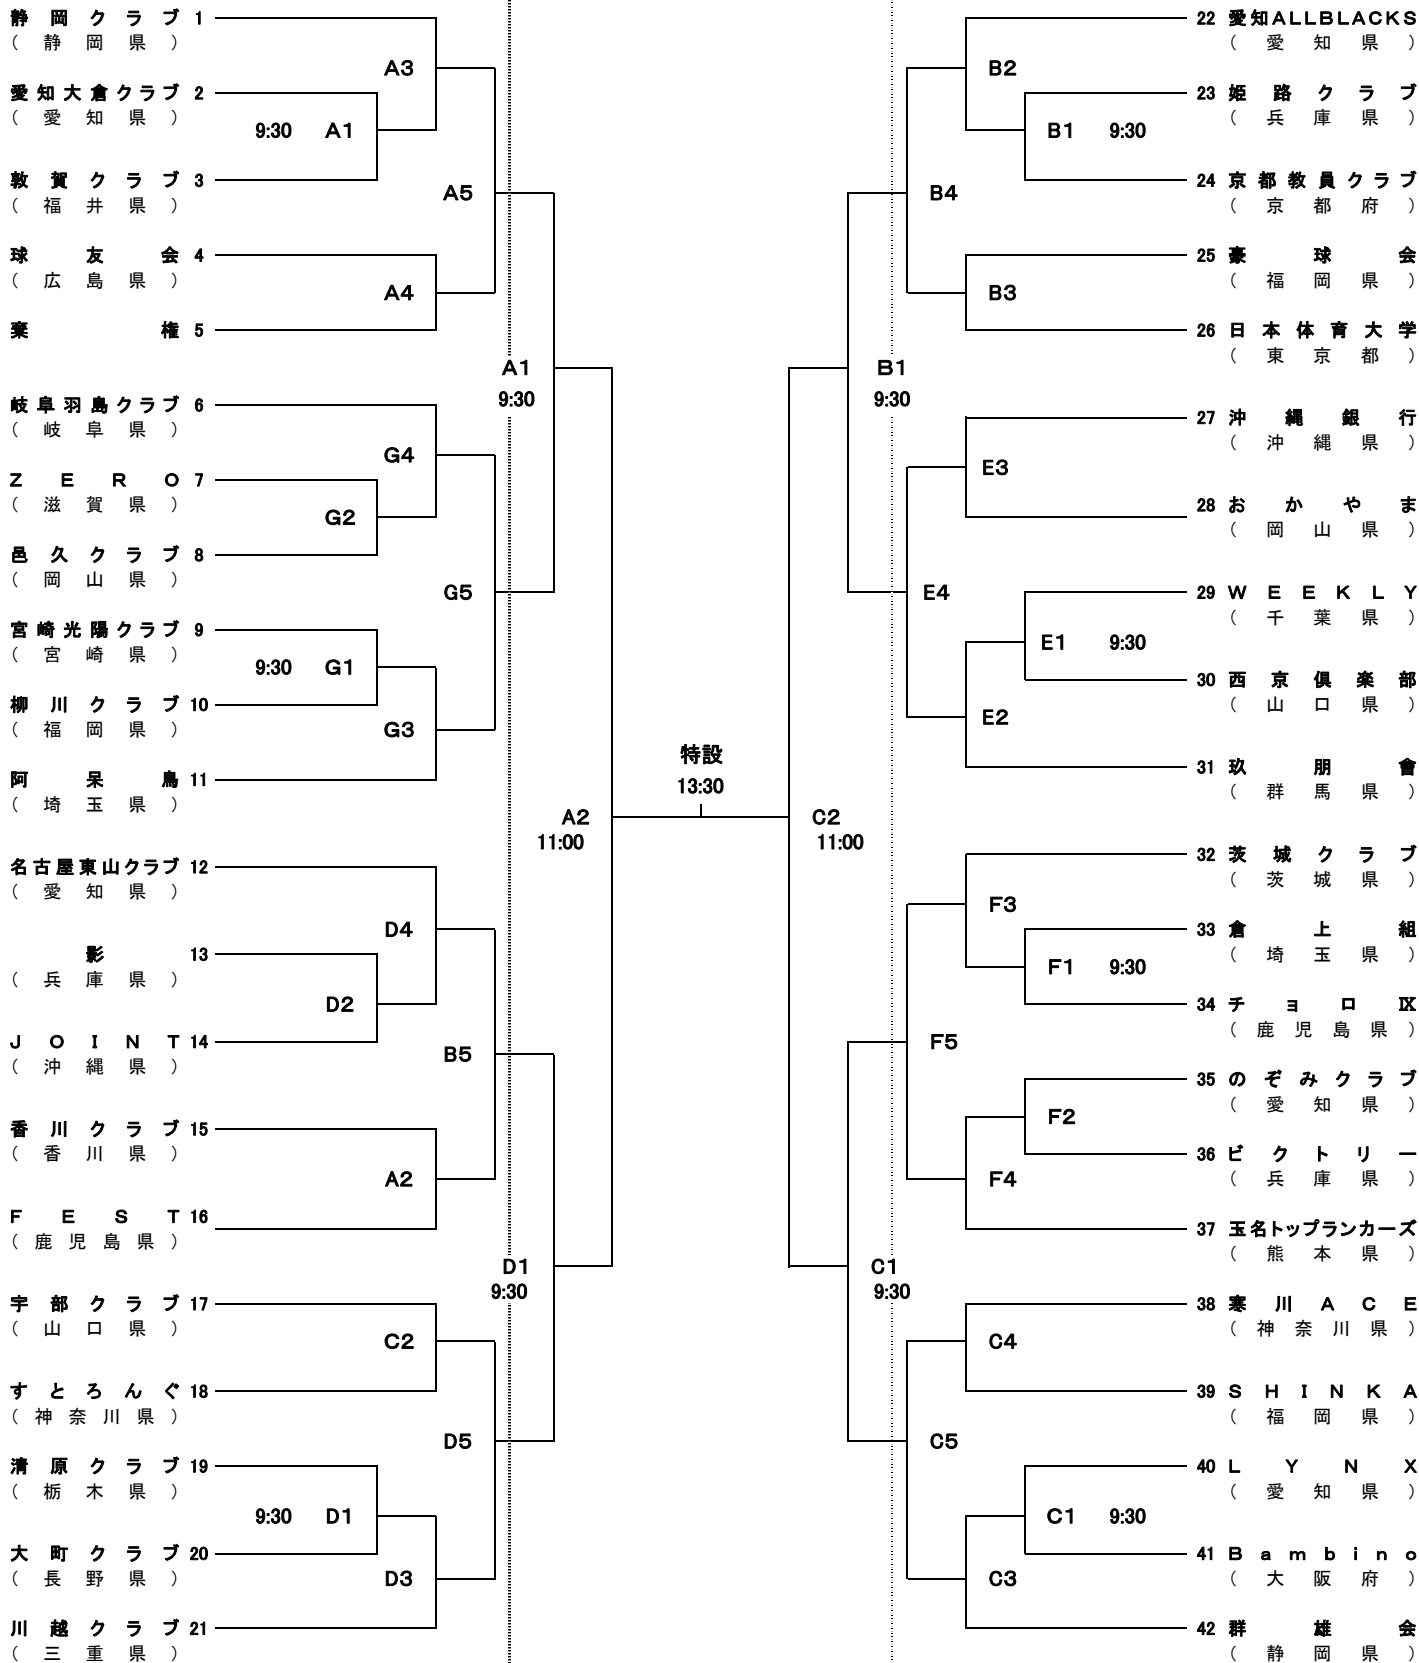 静岡クラブ 1
(静岡県)
A3
愛知大倉クラブ 2
(愛知県)
9:30 A1
敦賀クラブ 3
(福井県)
A5
球友会 4
(広島県)
A4
棄権 5
A1
9:30
岐阜羽島クラブ 6
(岐阜県)
G4
ZERO 7
(滋賀県)
G2
邑久クラブ 8
(岡山県)
G5
宮崎光陽クラブ 9
(宮崎県)
9:30 G1
柳川クラブ 10
(福岡県)
G3
阿呆鳥 11
(埼玉県)
A2
11:00
名古屋東山クラブ 12
(愛知県)
D4
影 13
(兵庫県)
D2
JOINT 14
(沖縄県)
B5
香川クラブ 15
(香川県)
A2
FEST 16
(鹿児島県)
D1
9:30
宇部クラブ 17
(山口県)
C2
すとろんぐ 18
(神奈川県)
D5
清原クラブ 19
(栃木県)
9:30 D1
大町クラブ 20
(長野県)
D3
川越クラブ 21
(三重県)
特設
13:30
22 愛知ALLBLACKS
(愛知県)
B2
23 姫路クラブ
(兵庫県)
B1 9:30
24 京都教員クラブ
(京都府)
B4
25 豪球会
(福岡県)
B3
26 日本体育大学
(東京都)
B1
9:30
27 沖縄銀行
(沖縄県)
E3
28 おかやま
(岡山県)
E4
29 WEEKLY
(千葉県)
E1 9:30
30 西京倶楽部
(山口県)
E2
31 玖朋會
(群馬県)
C2
11:00
32 茨城クラブ
(茨城県)
F3
33 倉上組
(埼玉県)
F1 9:30
34 チョロⅨ
(鹿児島県)
F5
35 のぞみクラブ
(愛知県)
F2
36 ビクトリー
(兵庫県)
F4
37 玉名トップランカーズ
(熊本県)
C1
9:30
38 寒川ACE
(神奈川県)
C4
39 SHINKA
(福岡県)
C5
40 LYNX
(愛知県)
C1 9:30
41 Bambino
(大阪府)
C3
42 群雄会
(静岡県)